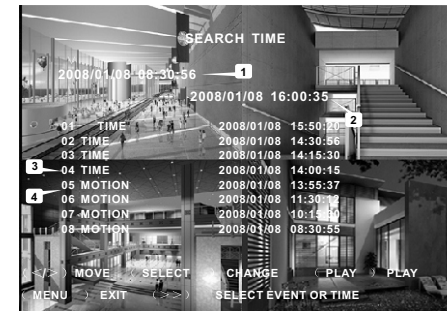 SEARCH TIME
2008/01/08 08:30:56
1
2008/01/08 16:00:35
2
01 TIME 2008/01/08 15:50:20
02 TIME 2008/01/08 14:30:56
03 TIME 2008/01/08 14:15:30
3
04 TIME 2008/01/08 14:00:15
4
05 MOTION 2008/01/08 13:55:37
06 MOTION 2008/01/08 11:30:12
07 MOTION 2008/01/08 10:15:30
08 MOTION 2008/01/08 08:30:55
(</>) MOVE ( SELECT CHANGE (PLAY ) PLAY
(MENU ) EXIT (>>) SELECT EVENT OR TIME